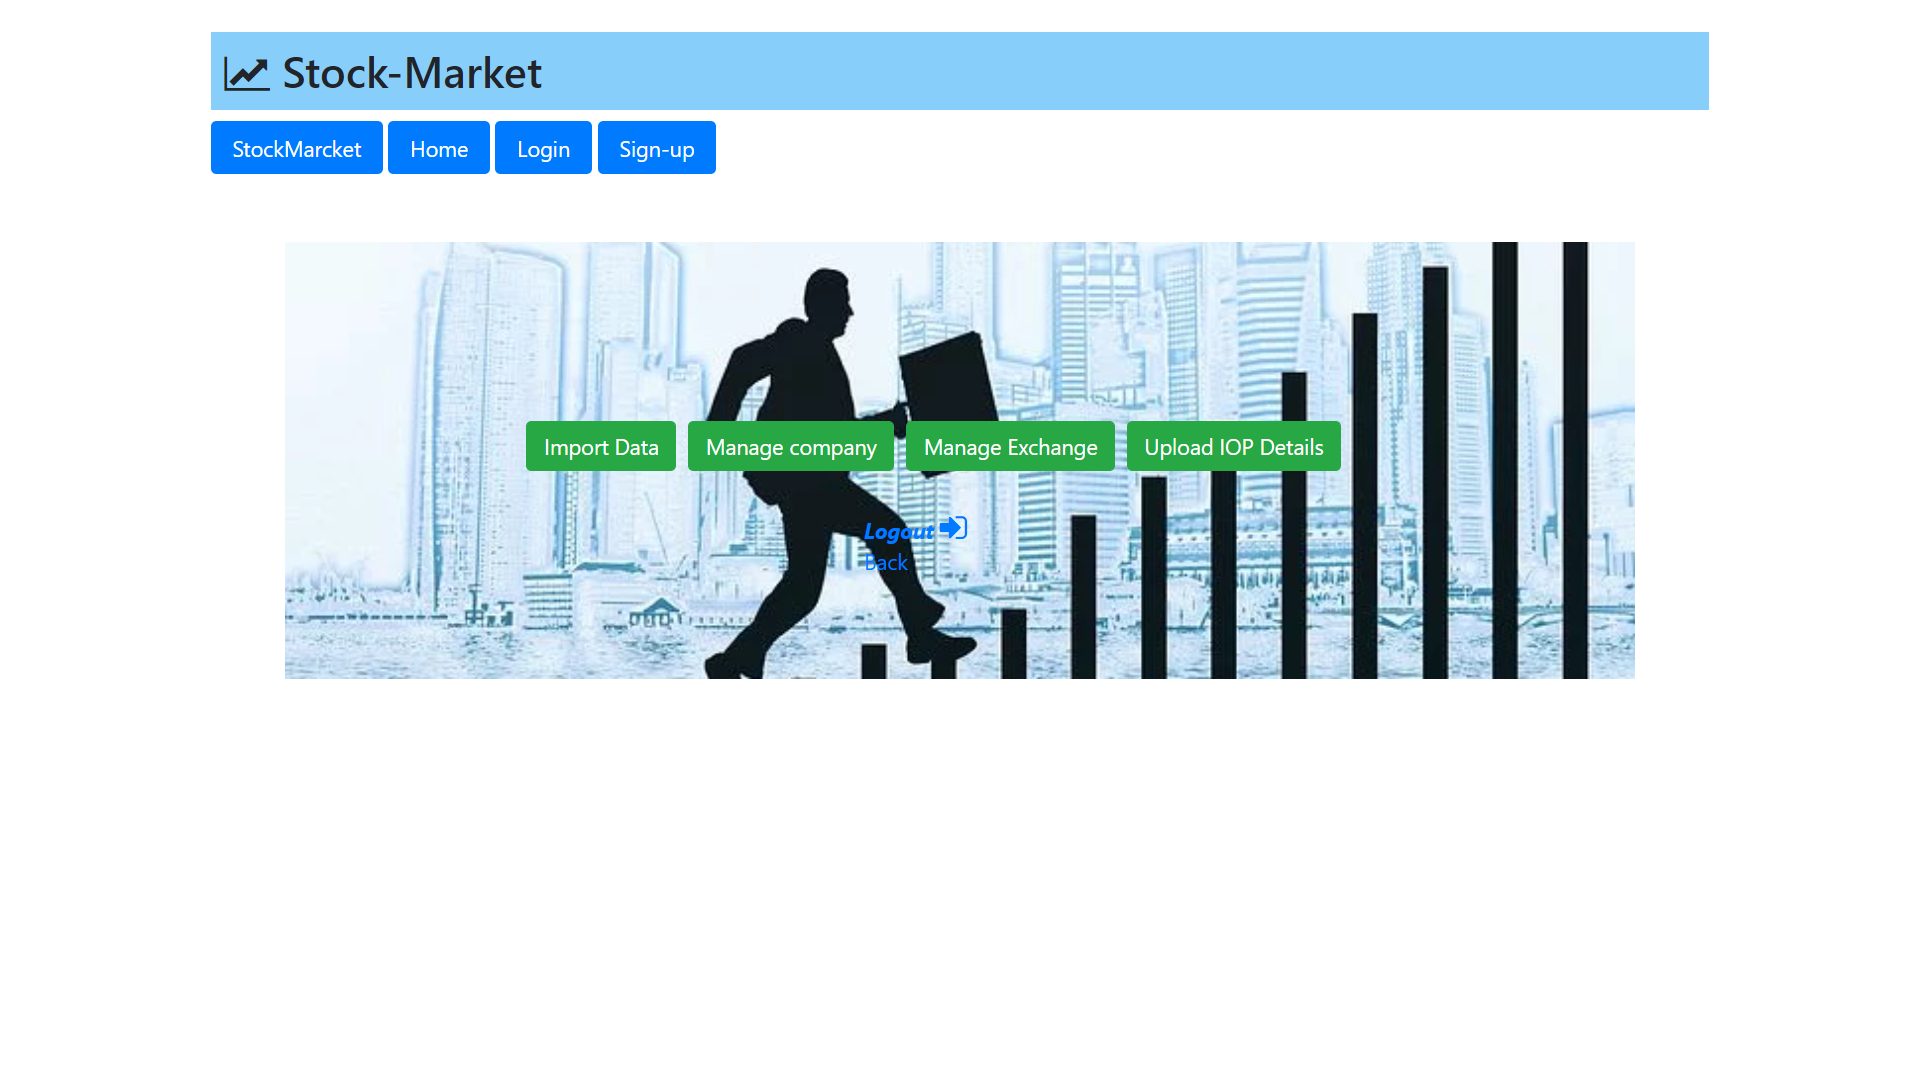 Stock-Market
StockMarcket Home Login Sign-up
Import Data Manage company Manage Exchange Upload IOP Details
Logout
Back